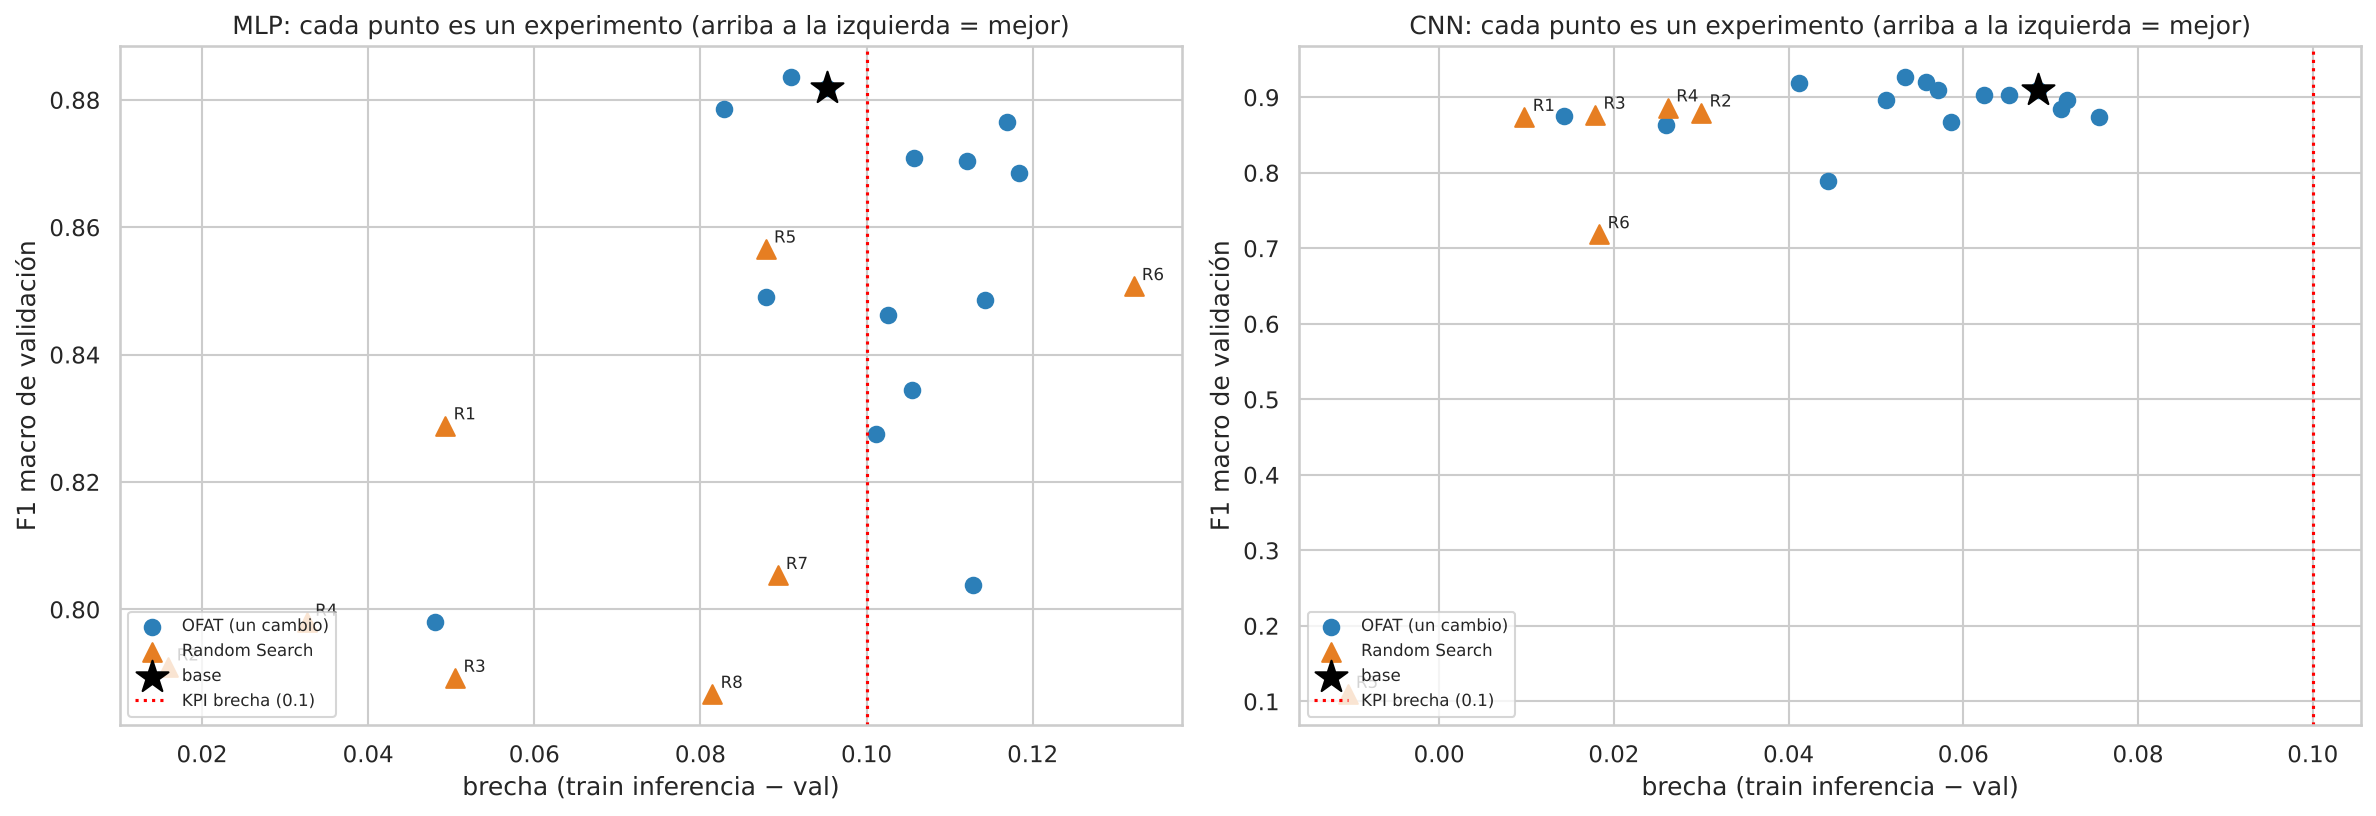 MLP: cada punto es un experimento (arriba a la izquierda = mejor)
0.88
0.86
0.84
0.82
0.80
F1 macro de validación
R5
R6
R1
R7
R4
R3
R2
R8
OFAT (un cambio)
Random Search
base
KPI brecha (0.1)
0.02
0.04
0.06
0.08
0.10
0.12
brecha (train inferencia − val)
CNN: cada punto es un experimento (arriba a la izquierda = mejor)
0.9
0.8
0.7
0.6
0.5
0.4
0.3
0.2
0.1
F1 macro de validación
R1
R3
R4
R2
R6
R5
OFAT (un cambio)
Random Search
base
KPI brecha (0.1)
0.00
0.02
0.04
0.06
0.08
0.10
brecha (train inferencia − val)